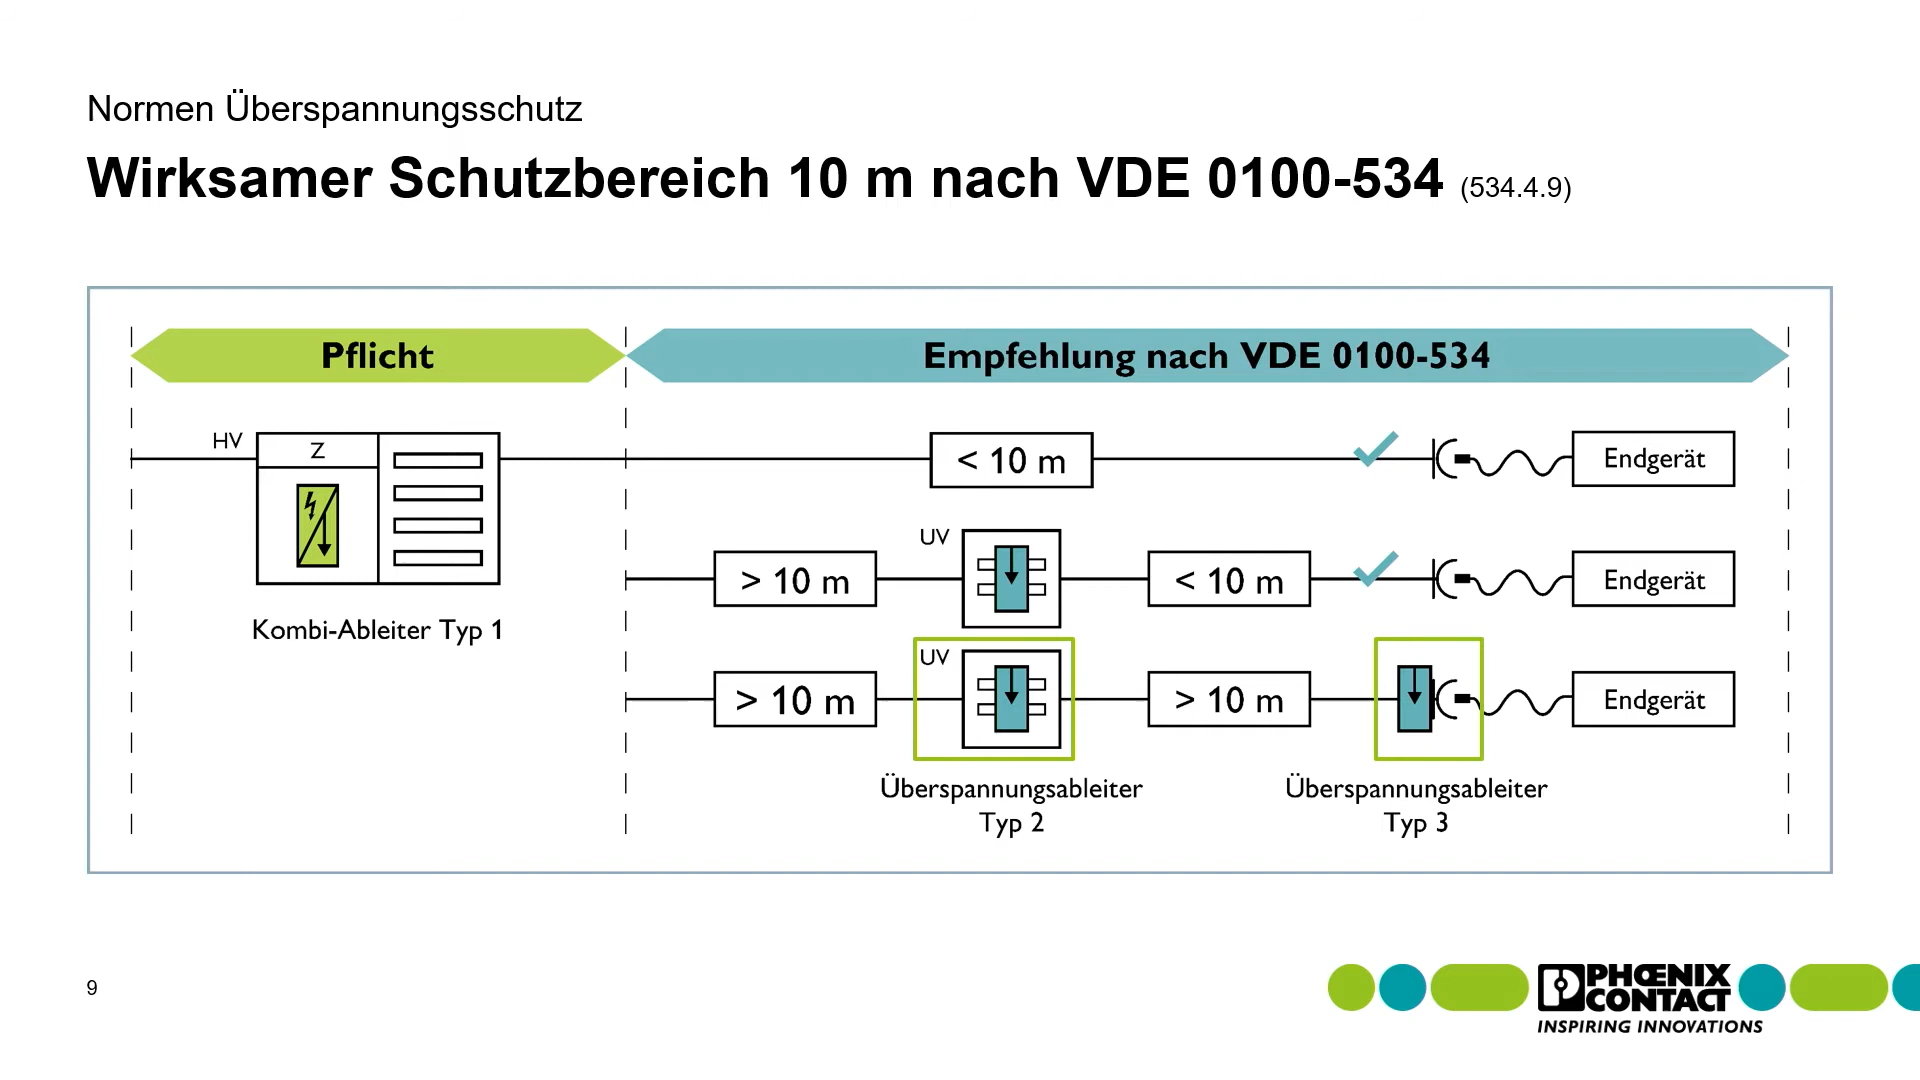 Normen Überspannungsschutz
Wirksamer Schutzbereich 10 m nach VDE 0100-534 (534.4.9)
Pflicht
Empfehlung nach VDE 0100-534
HV
Z
< 10 m
Endgerät
Kombi-Ableiter Typ 1
> 10 m
UV
< 10 m
Endgerät
> 10 m
UV
> 10 m
Endgerät
Überspannungsableiter
Typ 2
Überspannungsableiter
Typ 3
9
PHŒNIX
CONTACT
INSPIRING INNOVATIONS